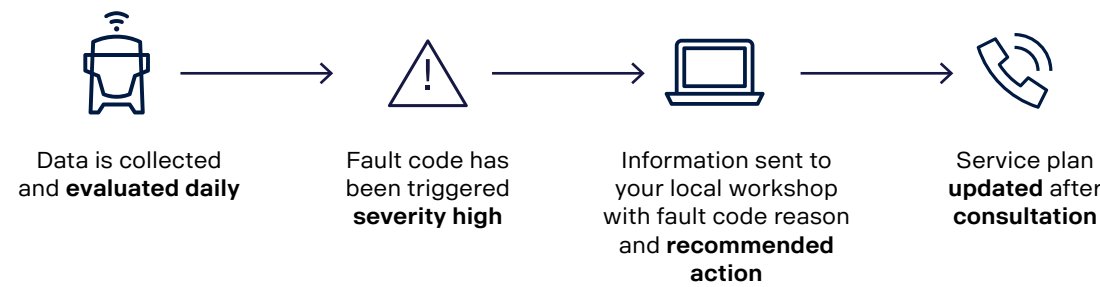 Data is collected
and evaluated daily
Fault code has
been triggered
severity high
Information sent to
your local workshop
with fault code reason
and recommended
action
Service plan
updated after
consultation